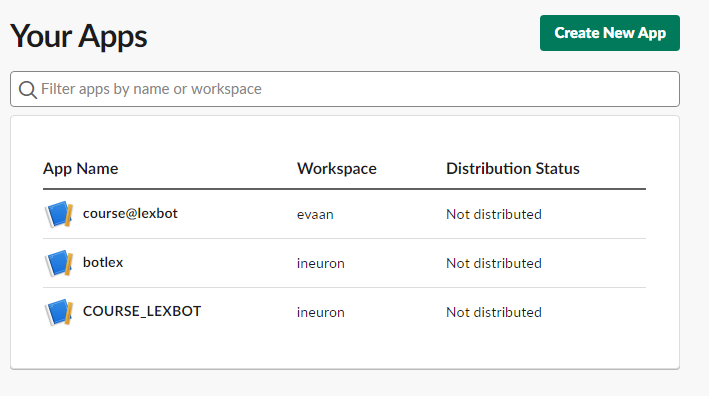 Your Apps
Create New App
Filter apps by name or workspace
App Name Workspace Distribution Status
course@lexbot evaan Not distributed
botlex ineuron Not distributed
COURSE_LEXBOT ineuron Not distributed